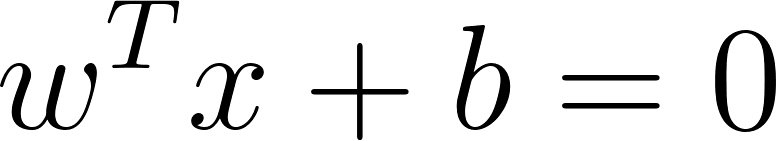 $w^T x + b = 0$